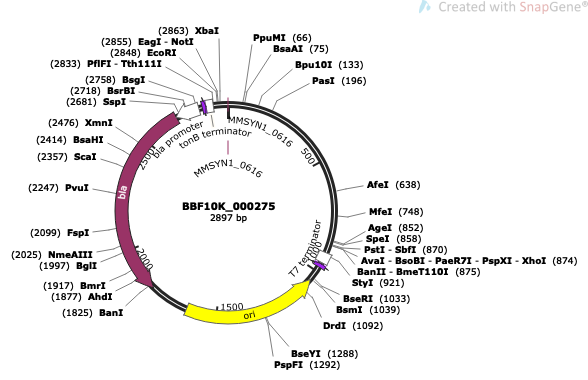 Created with SnapGene®
(2863) XbaI
(2855) EagI - NotI
(2848) EcoRI
(2833) PflFI - Tth111I
(2758) BsgI
(2718) BsrBI
(2681) SspI
(2476) XmnI
(2414) BsaHI
(2357) ScaI
(2247) PvuI
(2099) FspI
(2025) NmeAIII
(1997) BglI
(1917) BmrI
(1877) AhdI
(1825) BanI
PpuMI (66)
BsaAI (75)
Bpu10I (133)
PasI (196)
AfeI (638)
MfeI (748)
AgeI (852)
SpeI (858)
PstI - SbfI (870)
AvaI - BsoBI - PaeR7I - PspXI - XhoI (874)
BanII - BmeT110I (875)
StyI (921)
BseRI (1033)
BsmI (1039)
DrdI (1092)
BseYI (1288)
PspFI (1292)
bla promoter
tonB terminator
MMSYN1_0616
MMSYN1_0616
T7 terminator
bla
ori
500
1000
1500
2000
2500
BBF10K_000275
2897 bp